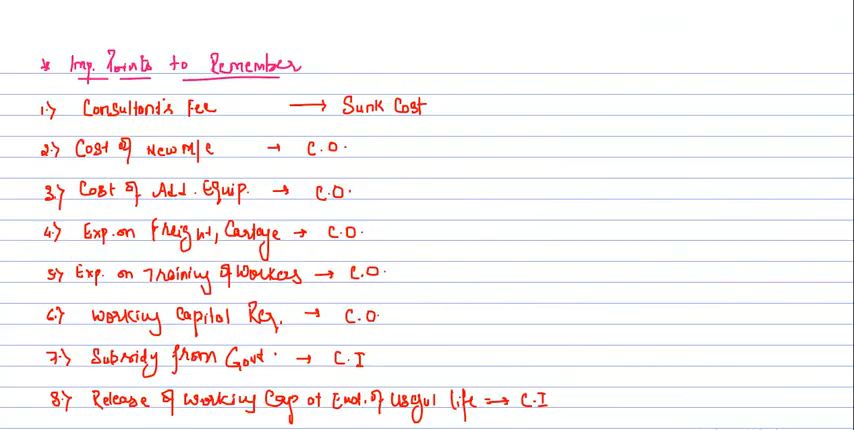 * Imp. Points to Remember
1.) Consultant's Fee → Sunk Cost
2.) Cost of New M/c → C.O.
3.) Cost of Add. Equip. → C.O.
4.) Exp. on Freight, Cartage → C.O.
5.) Exp. on Training of Workers → C.O.
6.) Working Capital Req. → C.O.
7.) Subsidy from Govt. → C.I
8.) Release of Working Cap at End. of Useful life → C.I